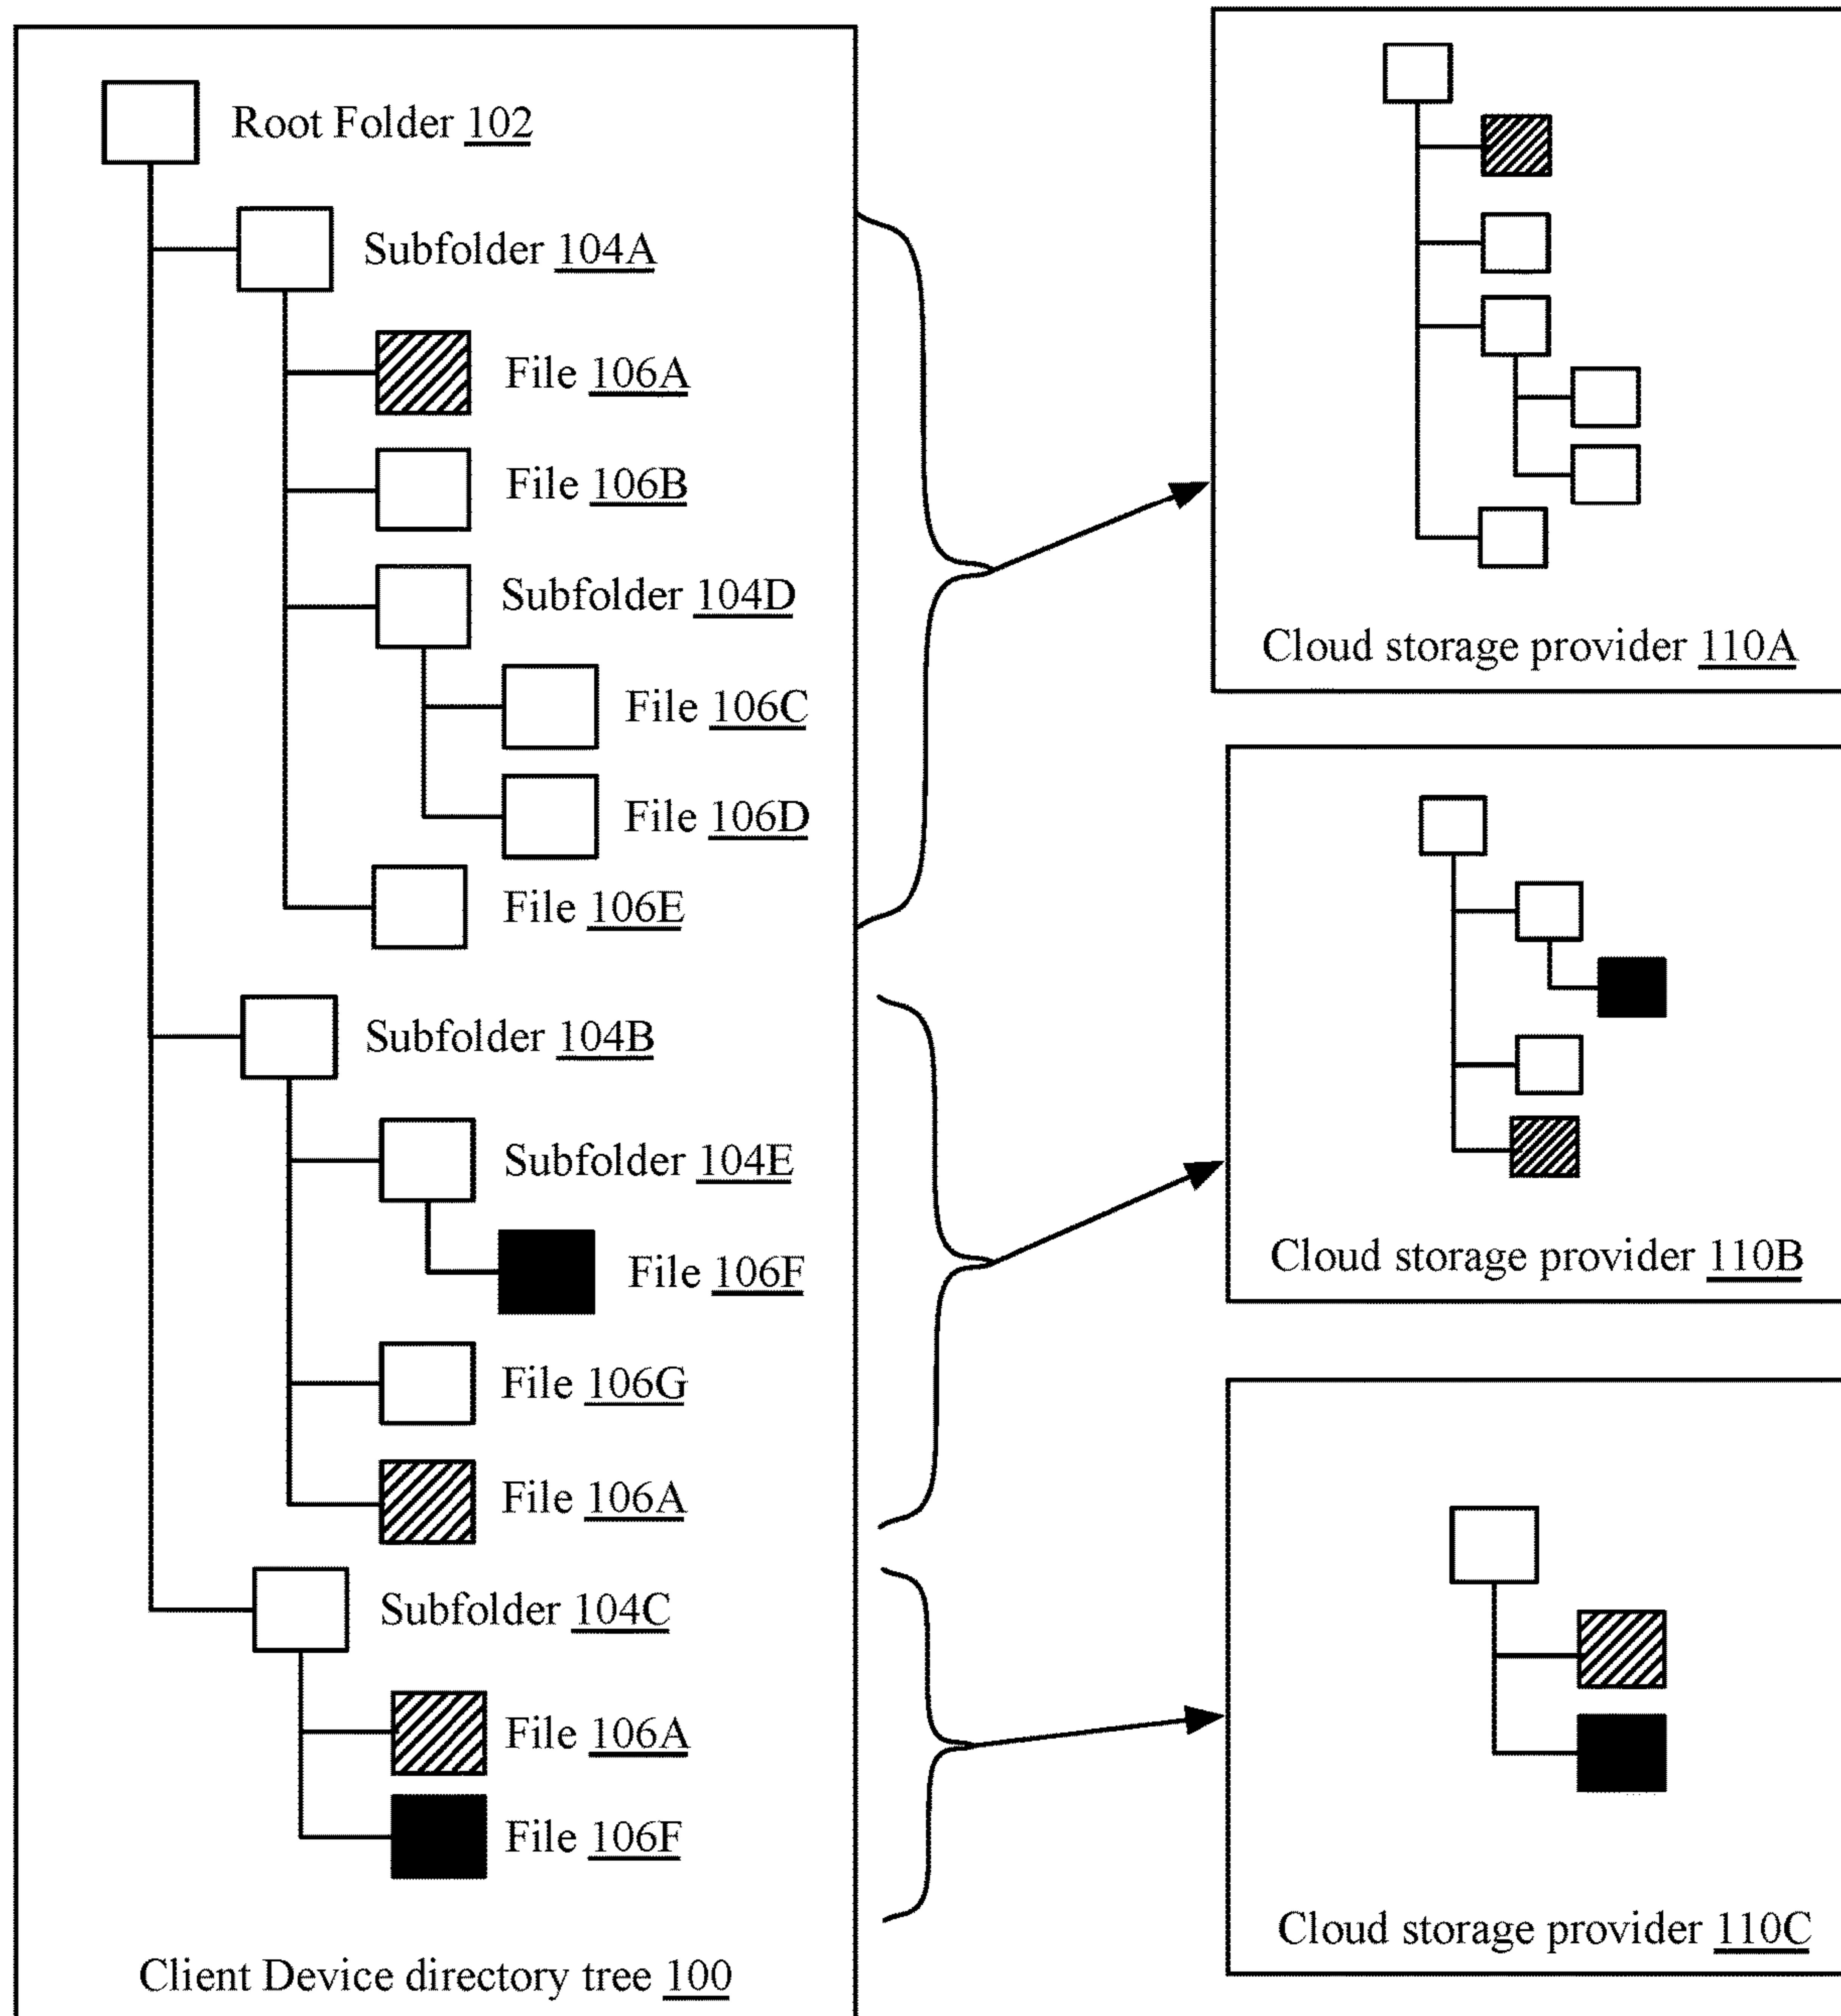 Root Folder 102
Subfolder 104A
File 106A
File 106B
Subfolder 104D
File 106C
File 106D
File 106E
Subfolder 104B
Subfolder 104E
File 106F
File 106G
File 106A
Subfolder 104C
File 106A
File 106F
Client Device directory tree 100
Cloud storage provider 110A
Cloud storage provider 110B
Cloud storage provider 110C